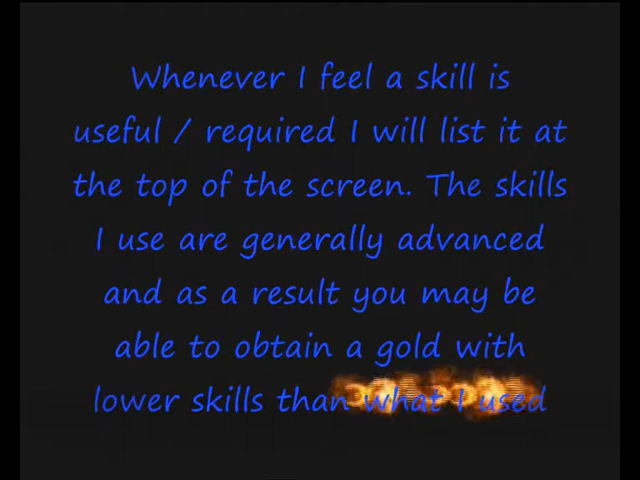 Whenever I feel a skill is
useful / required I will list it at
the top of the screen. The skills
I use are generally advanced
and as a result you may be
able to obtain a gold with
lower skills than what I used